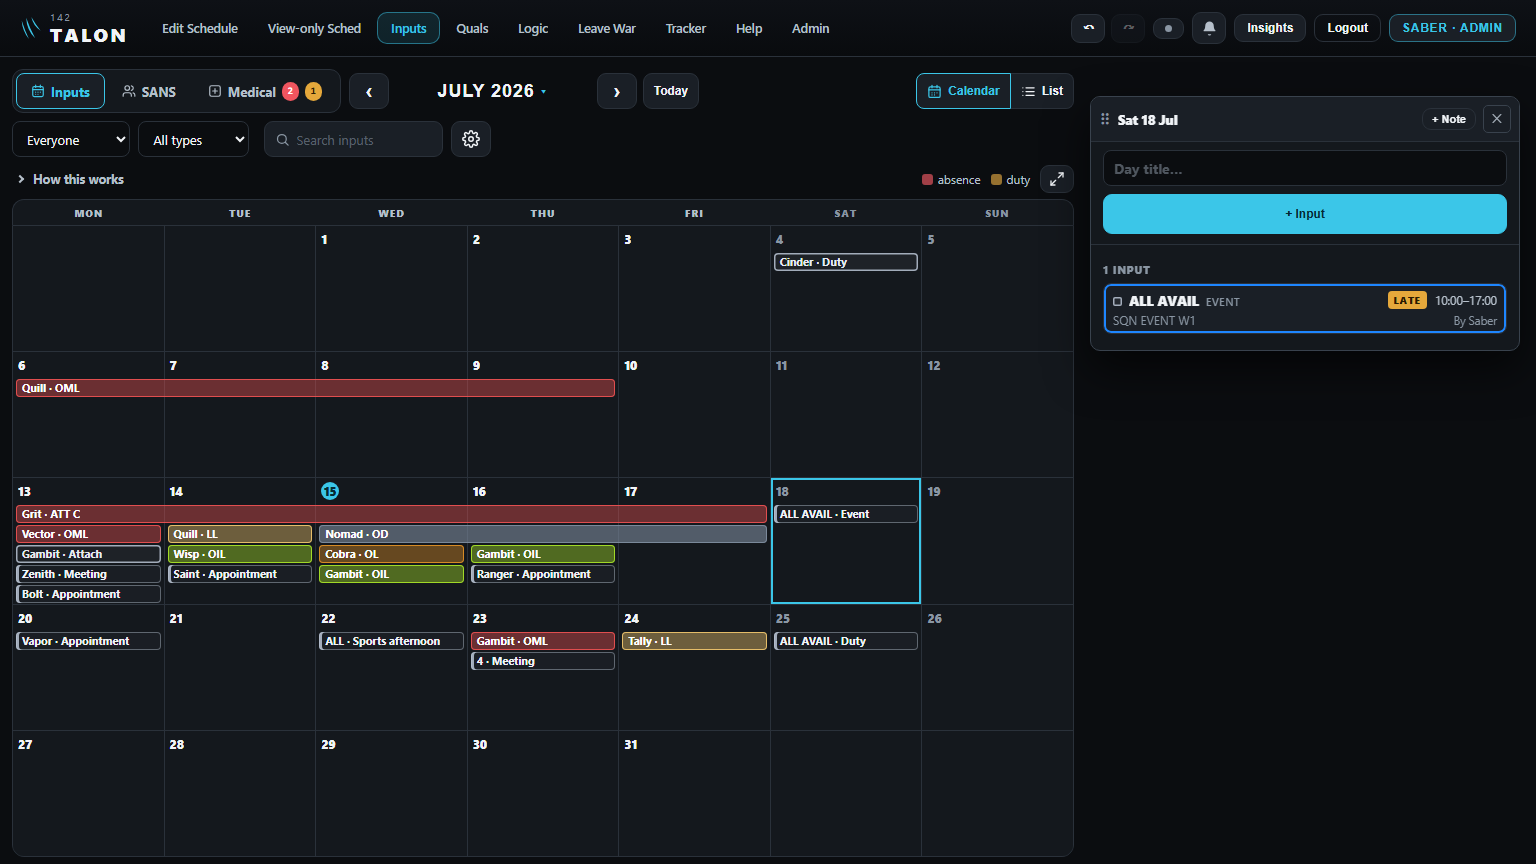 142
TALON
Edit Schedule
View-only Sched
Inputs
Quals
Logic
Leave War
Tracker
Help
Admin
Insights
Logout
SABER · ADMIN
Inputs
SANS
Medical 2 1
JULY 2026
Today
Calendar
List
Everyone
All types
Search inputs
How this works
absence
duty
MON TUE WED THU FRI SAT SUN
1 2 3 4 5
Cinder · Duty
6 7 8 9 10 11 12
Quill · OML
13 14 15 16 17 18 19
Grit · ATT C
ALL AVAIL · Event
Vector · OML
Quill · LL
Nomad · OD
Gambit · Attach
Wisp · OIL
Cobra · OL
Gambit · OIL
Zenith · Meeting
Saint · Appointment
Gambit · OIL
Ranger · Appointment
Bolt · Appointment
20 21 22 23 24 25 26
Vapor · Appointment
ALL · Sports afternoon
Gambit · OML
Tally · LL
ALL AVAIL · Duty
4 · Meeting
27 28 29 30 31
Sat 18 Jul
+ Note
Day title...
+ Input
1 INPUT
ALL AVAIL EVENT LATE 10:00–17:00
SQN EVENT W1 By Saber